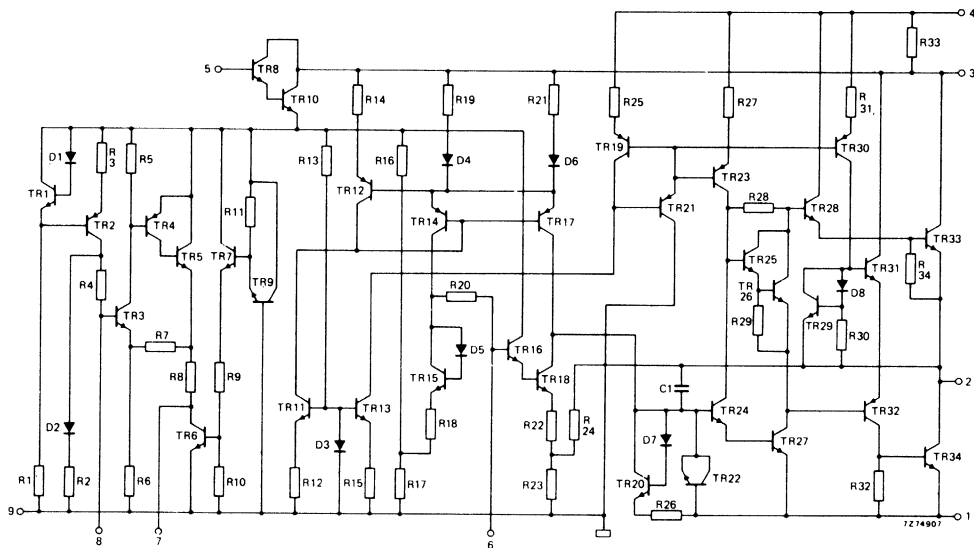 4
R33
5
TR8
3
TR10
R14
R19
R21
R25
R27
R
31
D1
R
3
R5
R13
R16
D4
D6
TR19
TR30
TR1
TR12
TR23
R28
TR2
TR4
R11
TR14
TR17
TR21
TR28
TR33
TR5
TR7
TR25
TR31
R
34
TR9
R4
R20
TR
26
D8
TR3
TR29
R29
R30
R7
D5
TR16
R8
R9
TR15
TR18
C1
2
TR11
TR13
TR24
TR32
R18
R22
R
24
D2
TR6
D3
D7
TR27
TR34
R1
R2
R6
R10
R12
R15
R17
R23
TR20
TR22
R32
R26
9
1
8
7
6
7Z74907